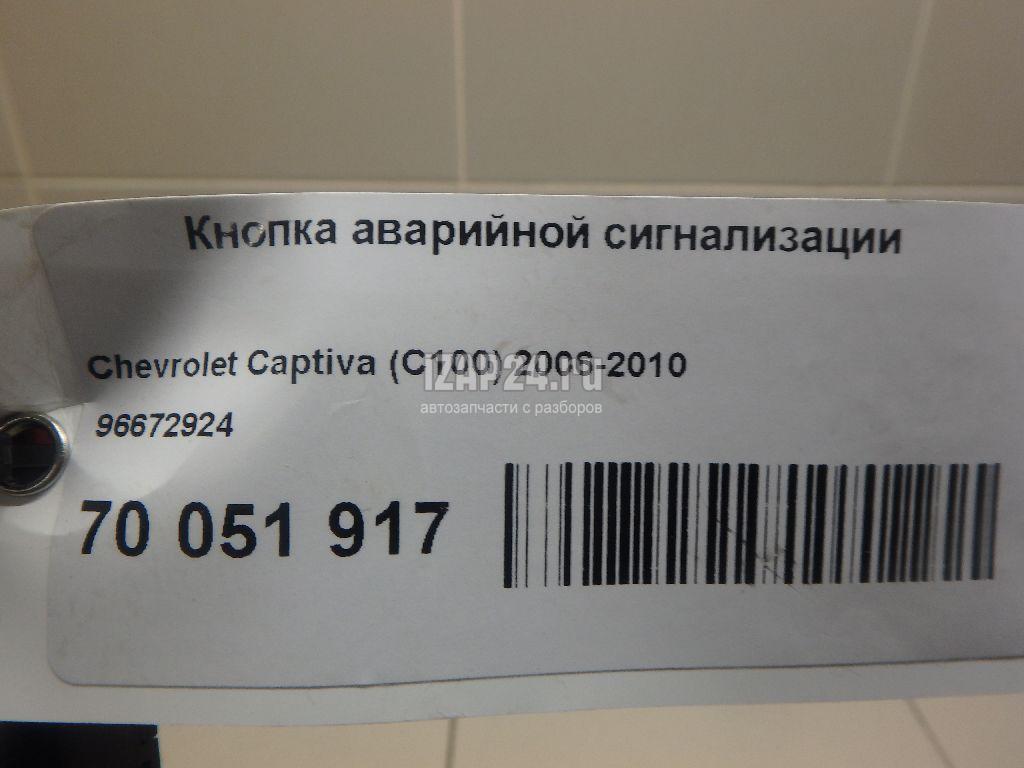 Кнопка аварийной сигнализации
Chevrolet Captiva (C100) 2006-2010
iZAP24.ru
автозапчасти с разборов
96672924
70 051 917